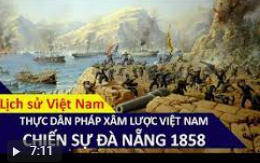 Lịch sử Việt Nam
THỰC DÂN PHÁP XÂM LƯỢC VIỆT NAM
CHIẾN SỰ ĐÀ NẴNG 1858
7:11